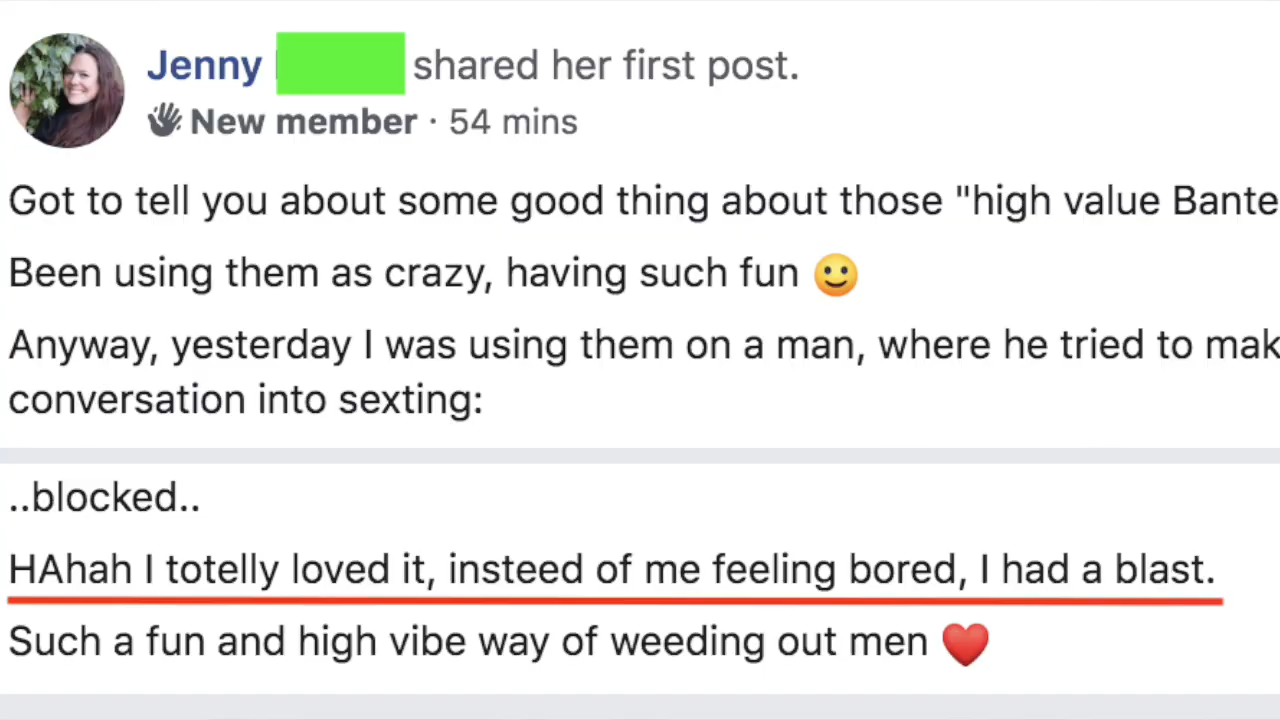 Jenny shared her first post.
New member · 54 mins
Got to tell you about some good thing about those "high value Bante
Been using them as crazy, having such fun 🙂
Anyway, yesterday I was using them on a man, where he tried to mak
conversation into sexting:
..blocked..
HAhah I totelly loved it, insteed of me feeling bored, I had a blast.
Such a fun and high vibe way of weeding out men ❤️